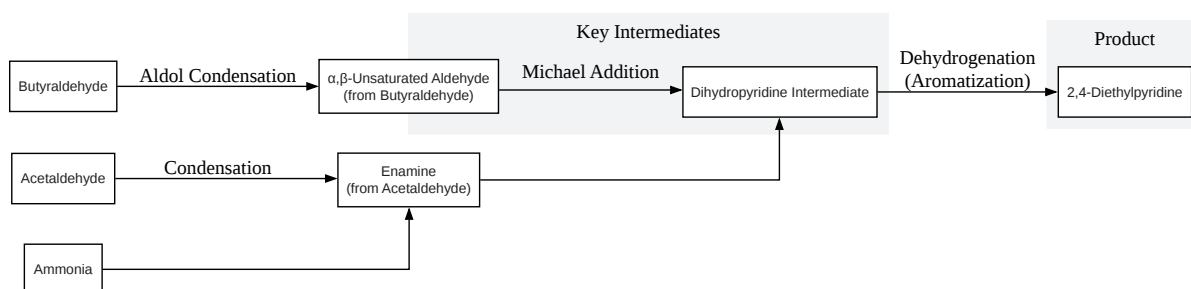 Key Intermediates
Product
Butyraldehyde
Aldol Condensation
α,β-Unsaturated Aldehyde
(from Butyraldehyde)
Michael Addition
Dihydropyridine Intermediate
Dehydrogenation
(Aromatization)
2,4-Diethylpyridine
Acetaldehyde
Condensation
Enamine
(from Acetaldehyde)
Ammonia